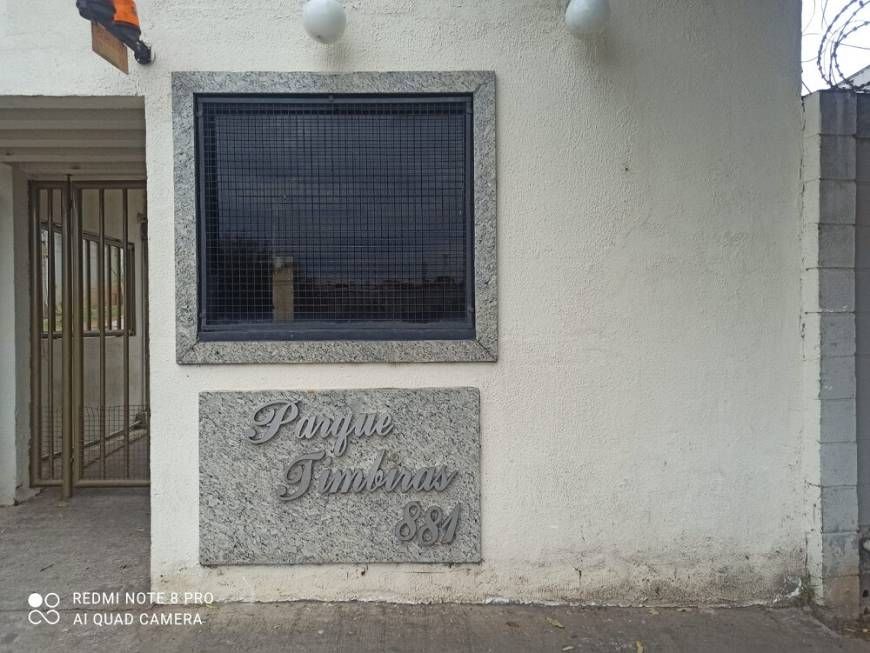 Parque
Timbiras
881
REDMI NOTE 8 PRO
AI QUAD CAMERA